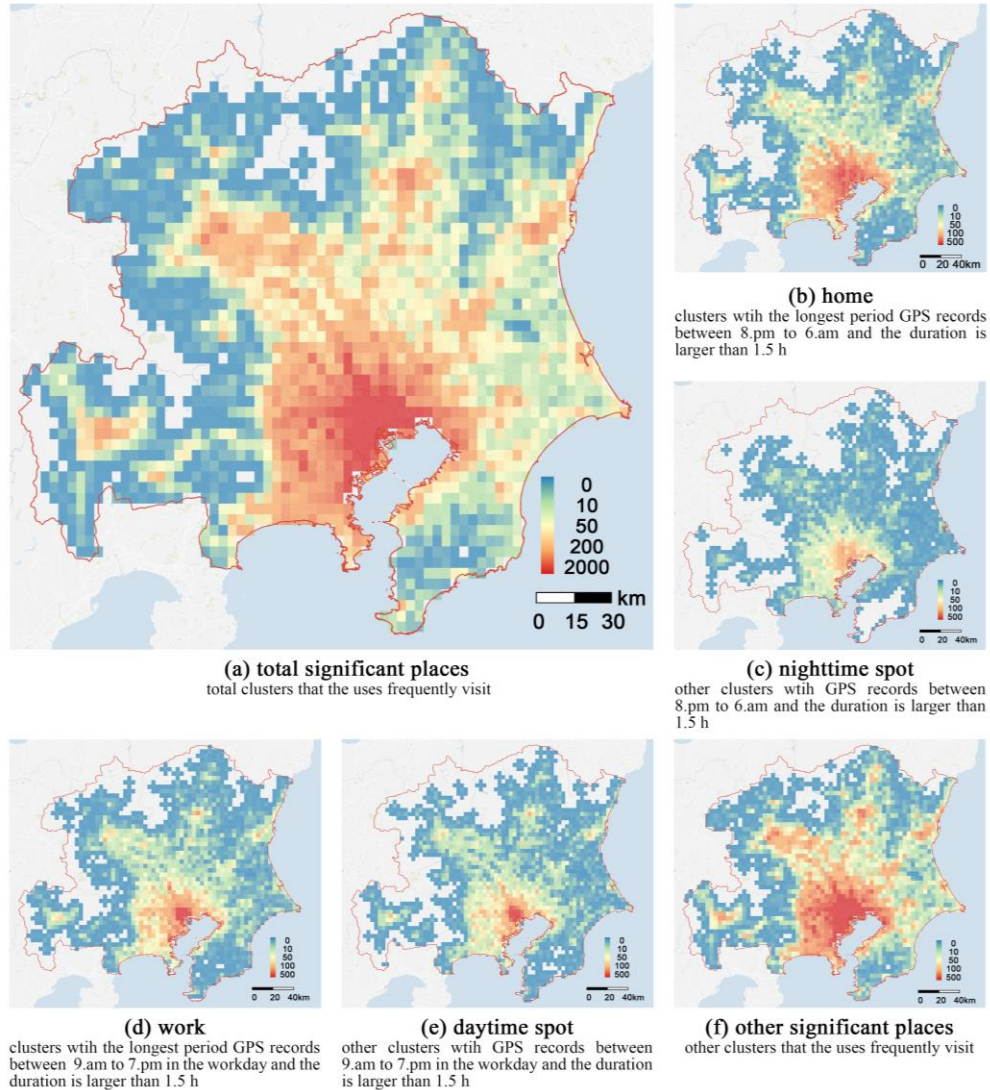 0
10
50
200
2000
km
0 15 30
(a) total significant places
total clusters that the uses frequently visit
0
10
50
100
500
0 20 40km
(b) home
clusters wtih the longest period GPS records
between 8.pm to 6.am and the duration is
larger than 1.5 h
0
10
50
100
500
0 20 40km
(c) nighttime spot
other clusters wtih GPS records between
8.pm to 6.am and the duration is larger than
1.5 h
0
10
50
100
500
0 20 40km
(d) work
clusters wtih the longest period GPS records
between 9.am to 7.pm in the workday and the
duration is larger than 1.5 h
0
10
50
100
500
0 20 40km
(e) daytime spot
other clusters wtih GPS records between
9.am to 7.pm in the workday and the duration
is larger than 1.5 h
0
10
50
100
500
0 20 40km
(f) other significant places
other clusters that the uses frequently visit